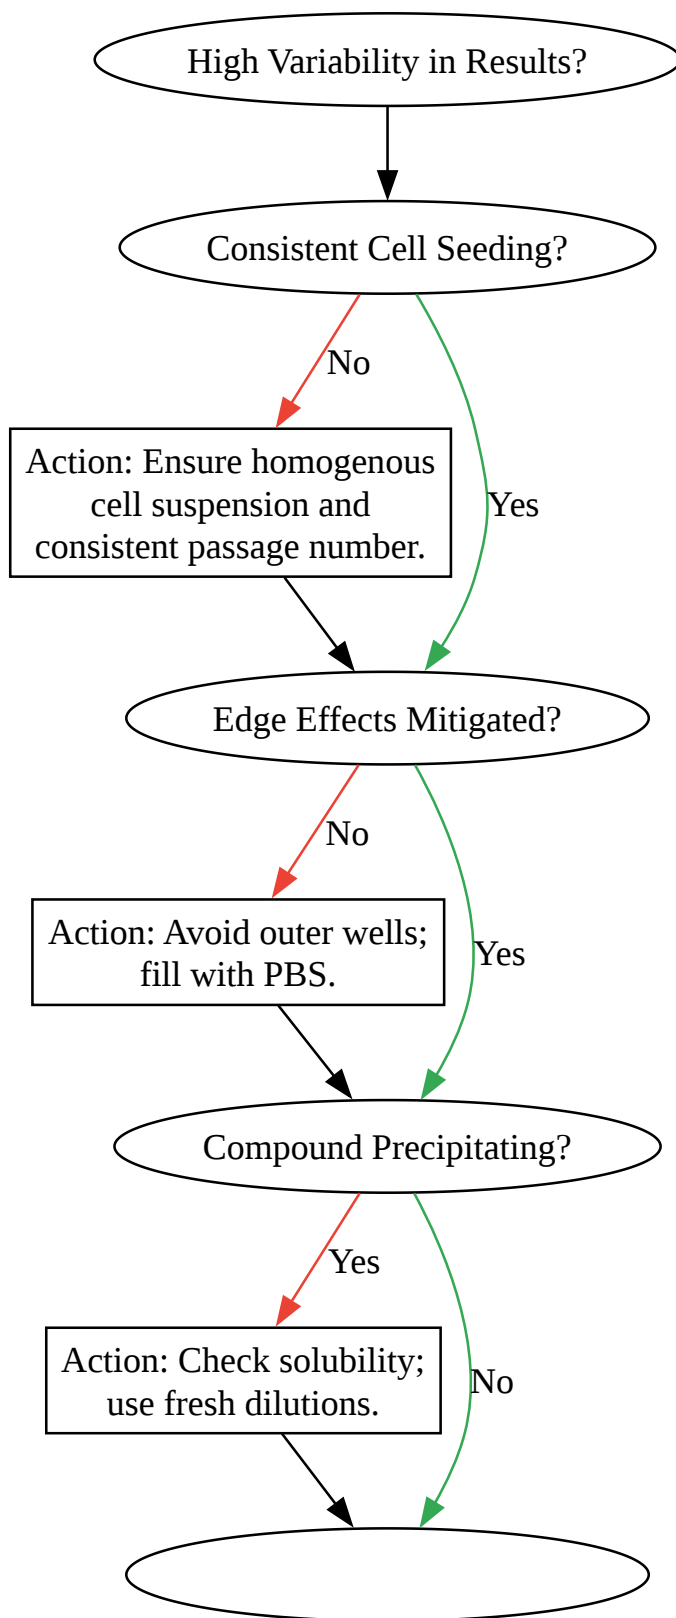 High Variability in Results?
Consistent Cell Seeding?
No
Action: Ensure homogenous
cell suspension and
consistent passage number.
Yes
Edge Effects Mitigated?
No
Action: Avoid outer wells;
fill with PBS.
Yes
Compound Precipitating?
Yes
Action: Check solubility;
use fresh dilutions.
No